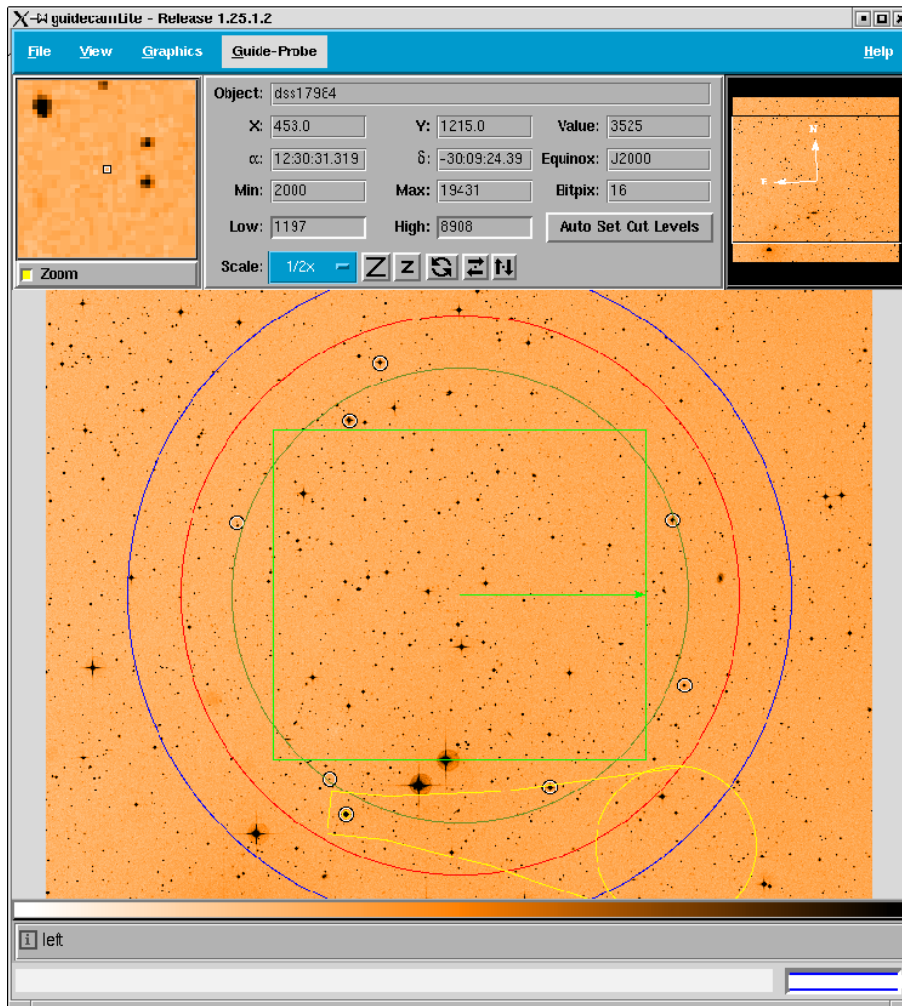 guidecamLite - Release 1.25.1.2
File View Graphics Guide-Probe Help
Object: dss17984
X: 453.0 Y: 1215.0 Value: 3525
α: 12:30:31.319 δ: -30:09:24.39 Equinox: J2000
Min: 2000 Max: 19431 Bitpix: 16
Low: 1197 High: 8908 Auto Set Cut Levels
Scale: 1/2x Z z
Zoom
N
E
i left